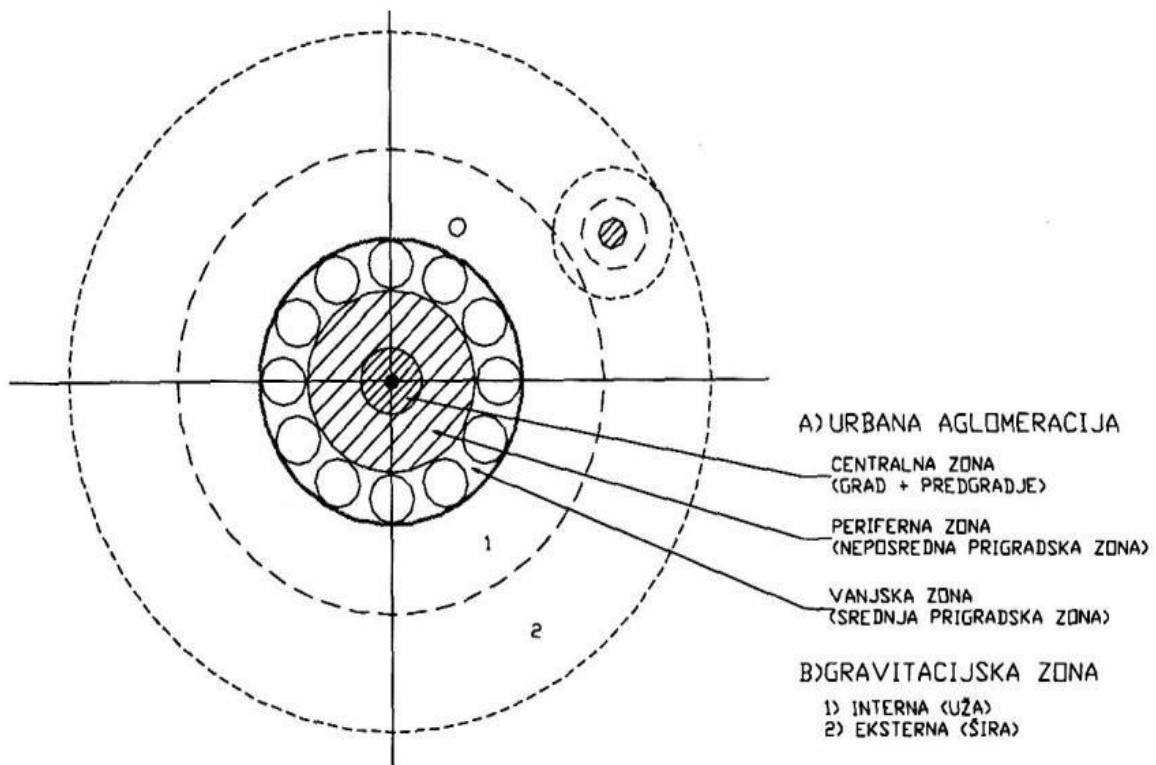 1
2
A) URBANA AGLOMERACIJA
CENTRALNA ZONA
(GRAD + PREDGRADJE)
PERIFERNA ZONA
(NEPOSREDNA PRIGRADSKA ZONA)
VANJSKA ZONA
(SREDNJA PRIGRADSKA ZONA)
B)GRAVITACIJSKA ZONA
1) INTERNA (UŽA)
2) EKSTERNA (ŠIRA)